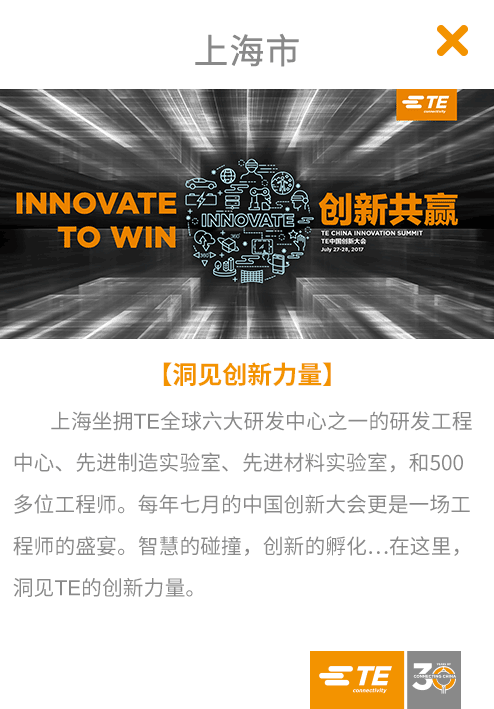 上海市
TE
connectivity
INNOVATE
TO WIN
INNOVATE
360°
360°
创新共赢
TE CHINA INNOVATION SUMMIT
TE中国创新大会
July 27-28, 2017
【洞见创新力量】
上海坐拥TE全球六大研发中心之一的研发工程
中心、先进制造实验室、先进材料实验室，和500
多位工程师。每年七月的中国创新大会更是一场工
程师的盛宴。智慧的碰撞，创新的孵化…在这里，
洞见TE的创新力量。
TE
connectivity
30
YEARS OF
CONNECTING CHINA